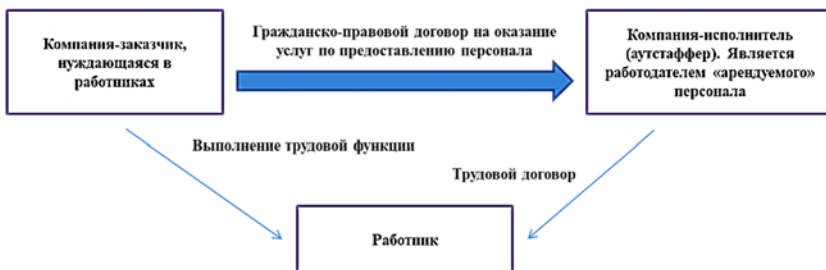 Компания-заказчик,
нуждающаяся в
работниках
Гражданско-правовой договор на оказание
услуг по предоставлению персонала
Компания-исполнитель
(аутстаффер). Является
работодателем «арендуемого»
персонала
Выполнение трудовой функции
Трудовой договор
Работник